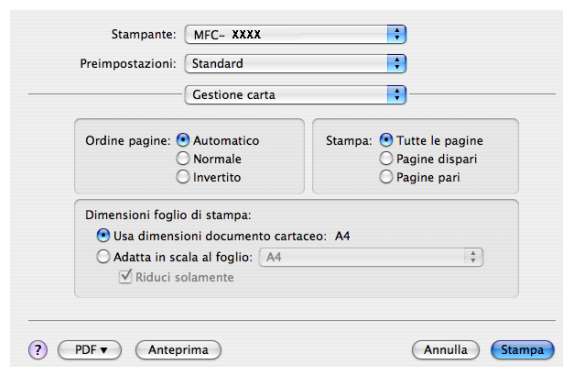 Stampante: MFC- XXXX
Preimpostazioni: Standard
Gestione carta
Ordine pagine: Automatico
Normale
Invertito
Stampa: Tutte le pagine
Pagine dispari
Pagine pari
Dimensioni foglio di stampa:
Usa dimensioni documento cartaceo: A4
Adatta in scala al foglio: A4
Riduci solamente
? PDF Anteprima Annulla Stampa